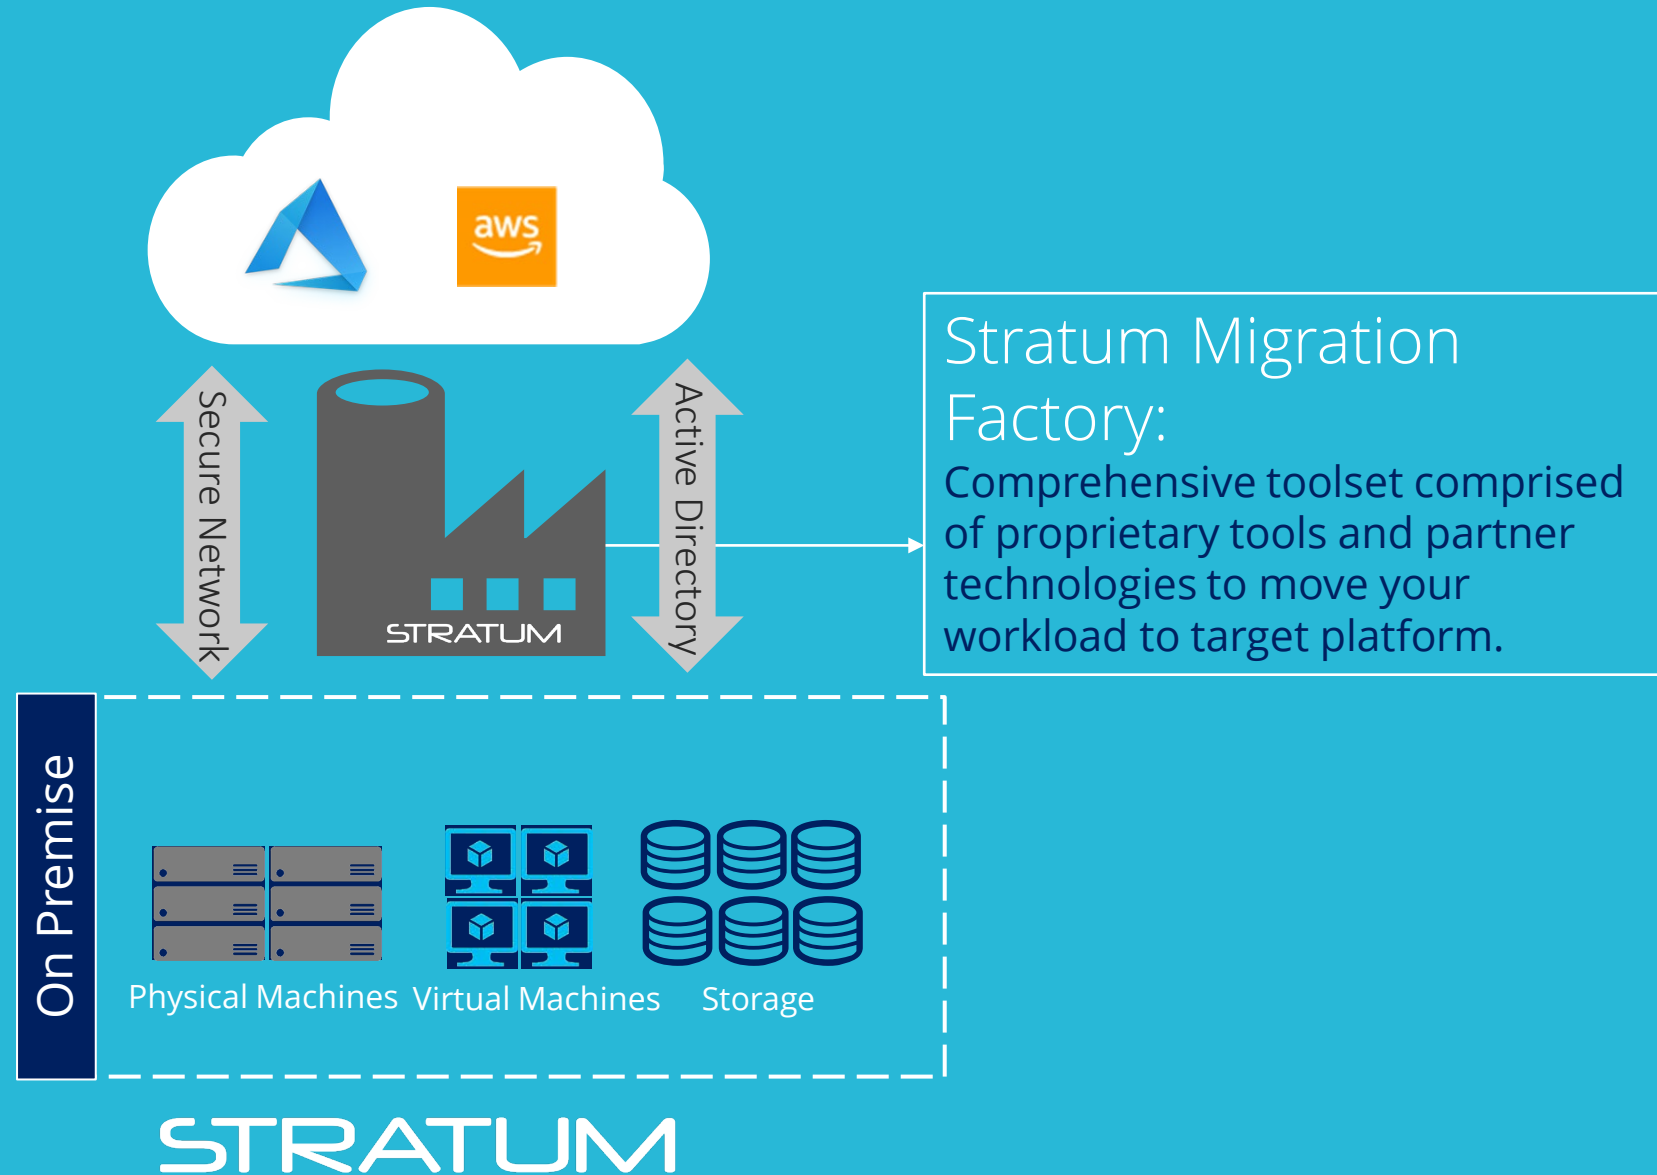 aws
Secure Network
Active Directory
STRATUM
Stratum Migration
Factory:
Comprehensive toolset comprised
of proprietary tools and partner
technologies to move your
workload to target platform.
On Premise
Physical Machines
Virtual Machines
Storage
STRATUM